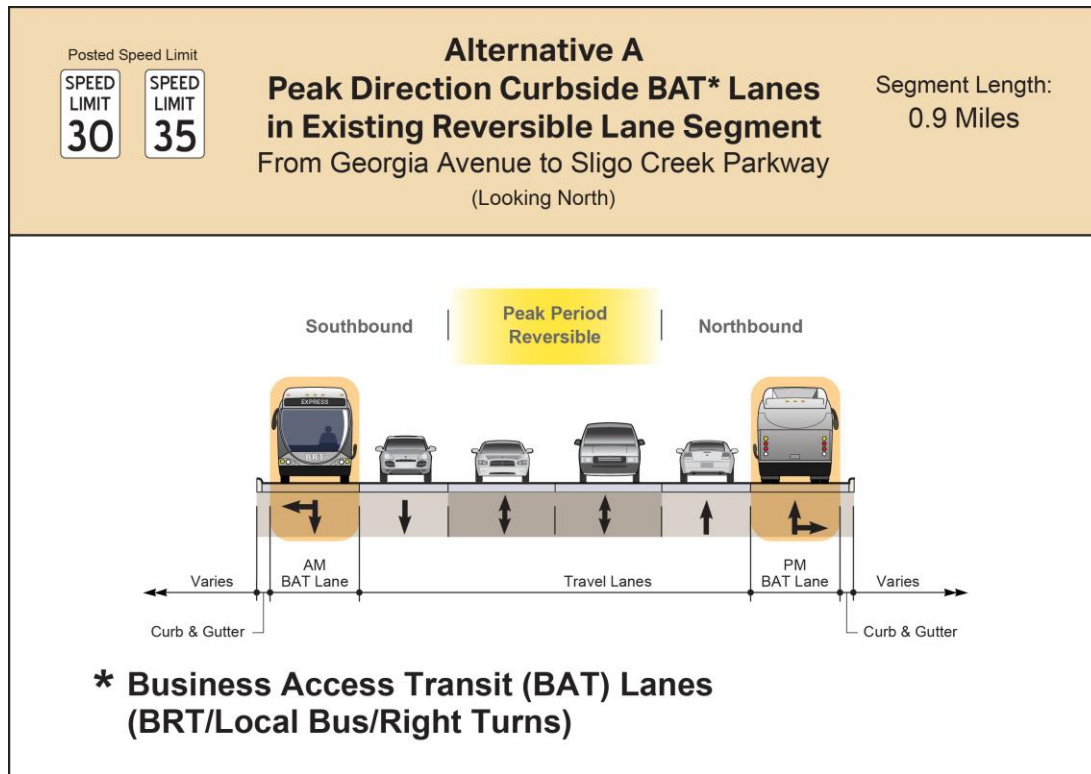 Posted Speed Limit
SPEED
LIMIT
30
SPEED
LIMIT
35
Alternative A
Peak Direction Curbside BAT* Lanes
in Existing Reversible Lane Segment
From Georgia Avenue to Sligo Creek Parkway
(Looking North)
Segment Length:
0.9 Miles
Southbound
Peak Period
Reversible
Northbound
EXPRESS
BRT
Varies
AM
BAT Lane
Travel Lanes
PM
BAT Lane
Varies
Curb & Gutter
Curb & Gutter
* Business Access Transit (BAT) Lanes
(BRT/Local Bus/Right Turns)